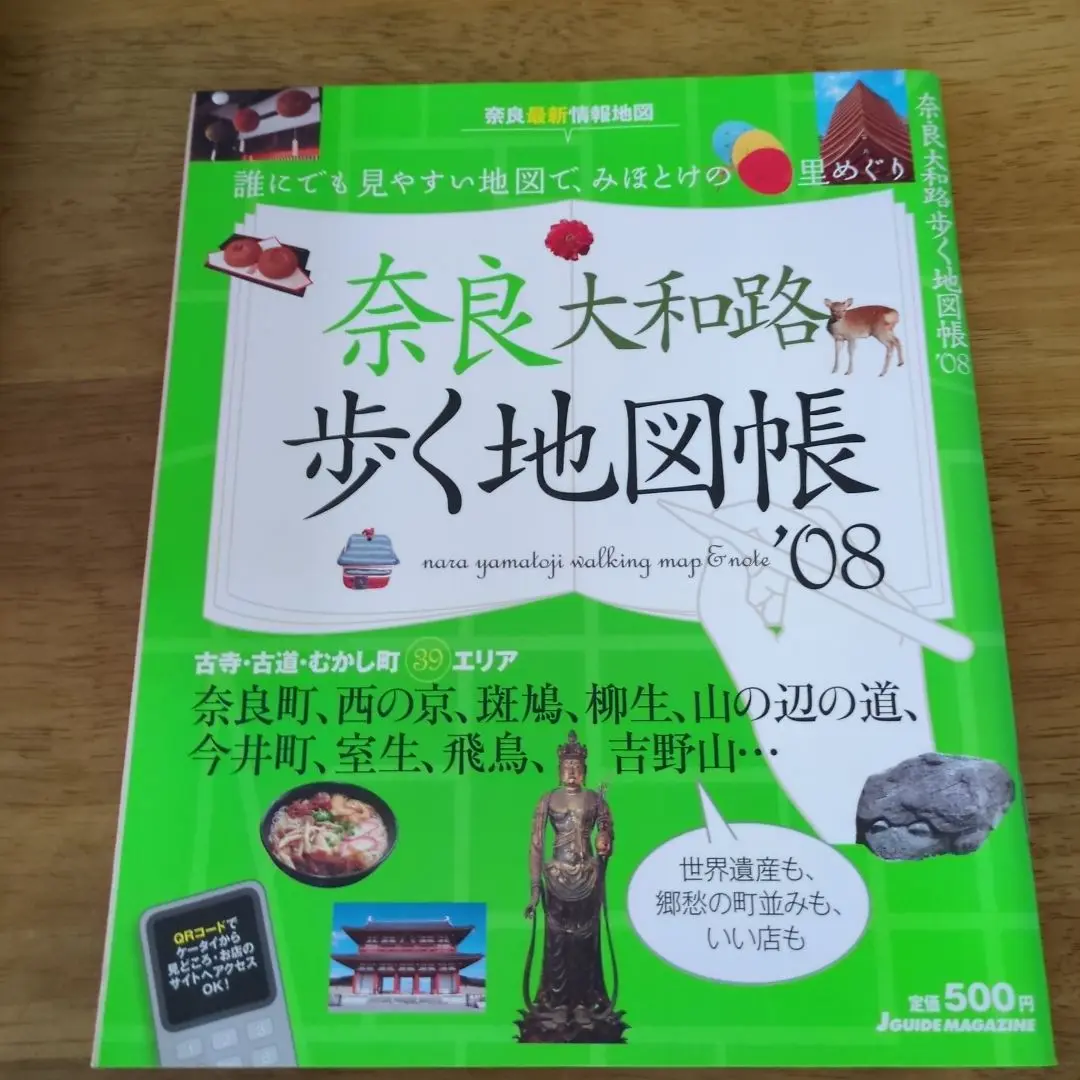 奈良最新情報地図
誰にでも見やすい地図で、みほとけの里めぐり
奈良大和路
歩く地図帳
nara yamatoji walking map & note
'08
古寺・古道・むかし町39エリア
奈良町、西の京、斑鳩、柳生、山の辺の道、
今井町、室生、飛鳥、吉野山…
世界遺産も、
郷愁の町並みも、
いい店も
QRコードで
ケータイから
見どころ・お店の
サイトへアクセス
OK!
定価500円
JGUIDE MAGAZINE
奈良大和路歩く地図帳'08